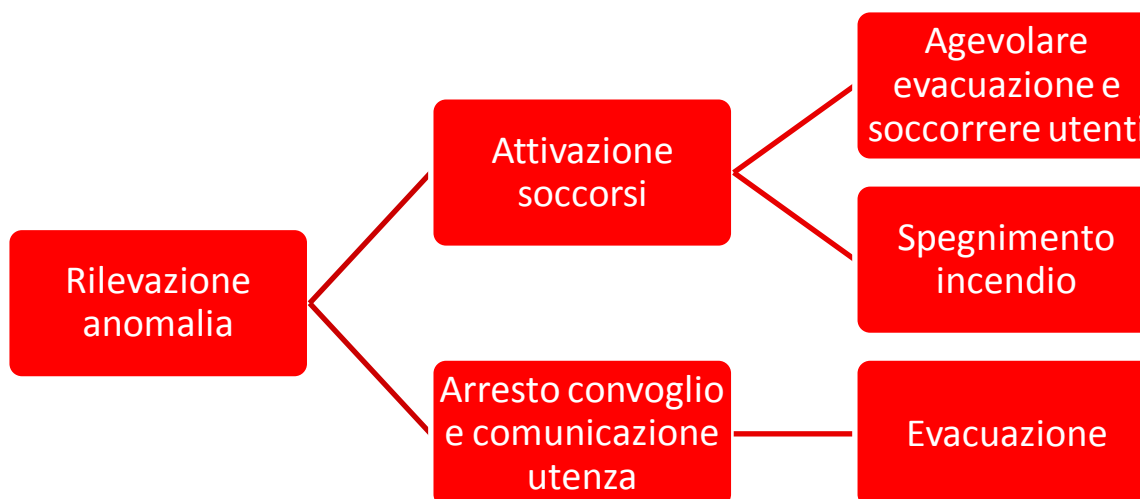 Rilevazione
anomalia
Attivazione
soccorsi
Agevolare
evacuazione e
soccorrere utenti
Spegnimento
incendio
Arresto convoglio
e comunicazione
utenza
Evacuazione